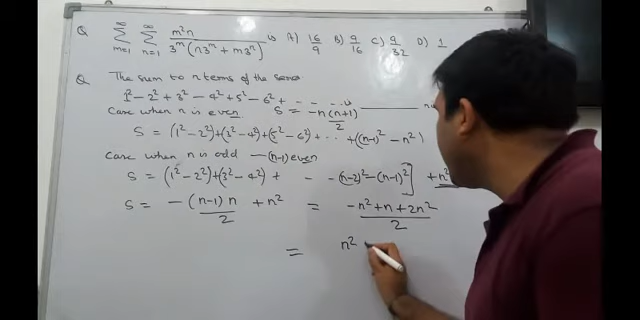 Q ∞ ∑ m=1 ∞ ∑ n=1 m²n / 3^m (n3^m + m3^n) is A) 16/9 B) 9/16 C) 9/32 D) 1
Q The sum to n terms of the series
1² - 2² + 3² - 4² + 5² - 6² + - - - - is
Case when n is even S = -n(n+1)/2
S = (1²-2²)+(3²-4²)+(5²-6²)+ ... +((n-1)² - n²)
Case when n is odd — (n-1) even
S = (1²-2²)+(3²-4²)+ - - -(n-2)² - (n-1)²] + n²
S = -(n-1)n/2 + n² = -n²+n+2n²/2
= n²